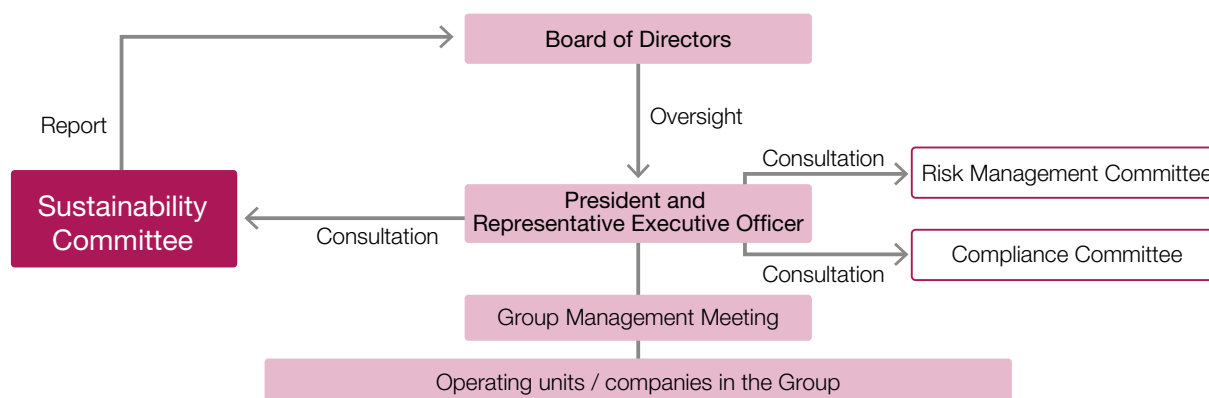 Board of Directors
Report
Oversight
Consultation
Risk Management Committee
Sustainability
Committee
President and
Representative Executive Officer
Consultation
Compliance Committee
Consultation
Group Management Meeting
Operating units / companies in the Group